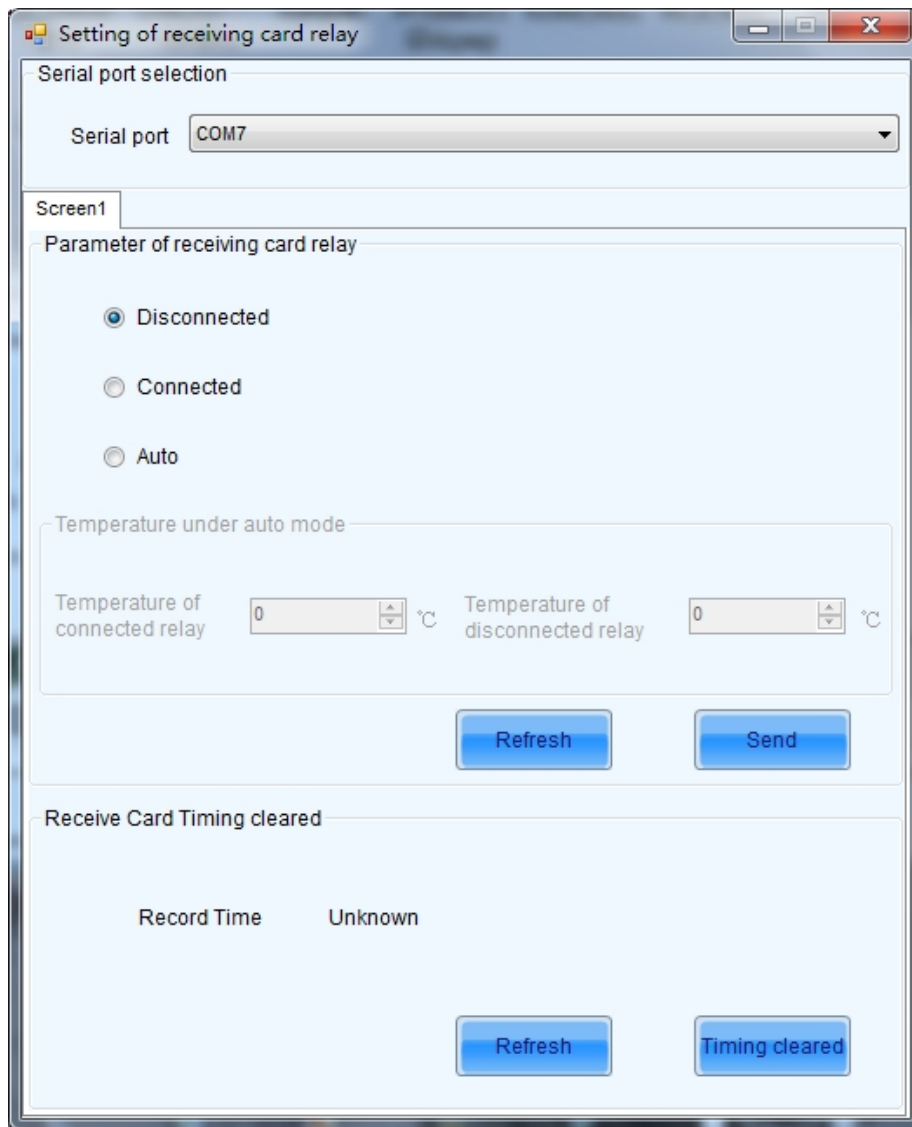 Setting of receiving card relay
Serial port selection
Serial port COM7
Screen1
Parameter of receiving card relay
Disconnected
Connected
Auto
Temperature under auto mode
Temperature of connected relay 0 °C Temperature of disconnected relay 0 °C
Refresh Send
Receive Card Timing cleared
Record Time Unknown
Refresh Timing cleared